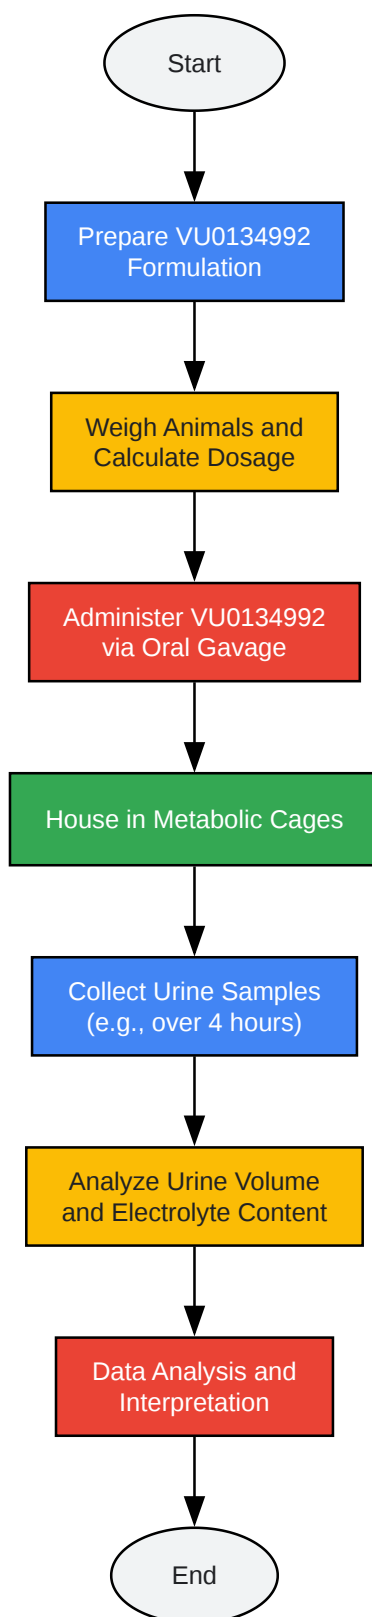 Start
Prepare VU0134992
Formulation
Weigh Animals and
Calculate Dosage
Administer VU0134992
via Oral Gavage
House in Metabolic Cages
Collect Urine Samples
(e.g., over 4 hours)
Analyze Urine Volume
and Electrolyte Content
Data Analysis and
Interpretation
End